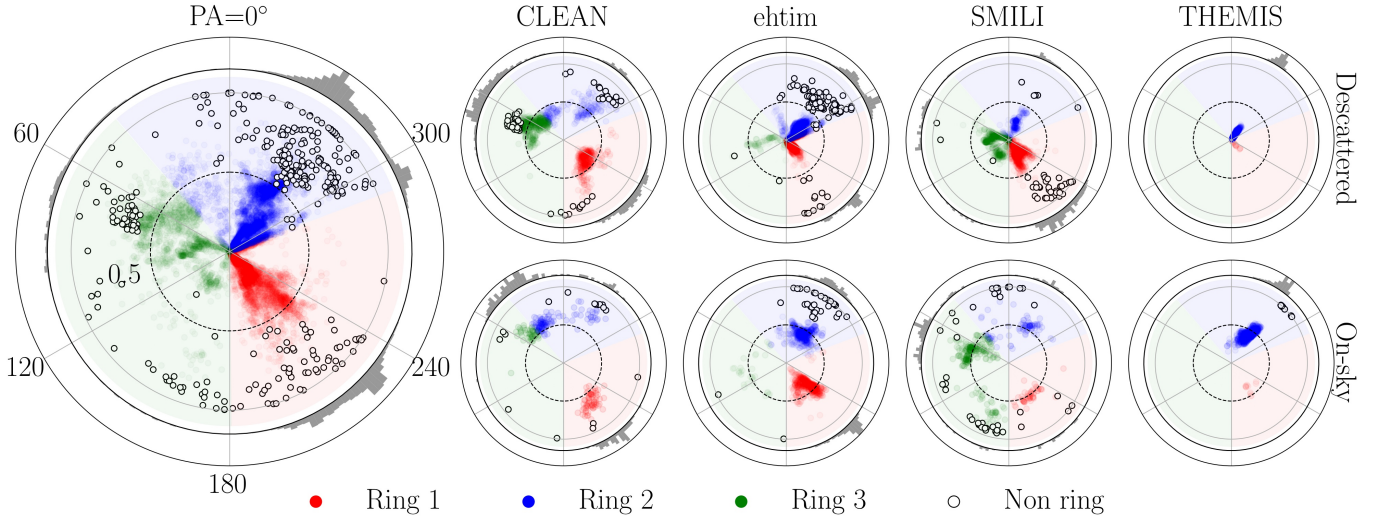 PA=0°
CLEAN
ehtim
SMILI
THEMIS
60
300
0.5
120
240
180
Descattered
On-sky
Ring 1
Ring 2
Ring 3
Non ring